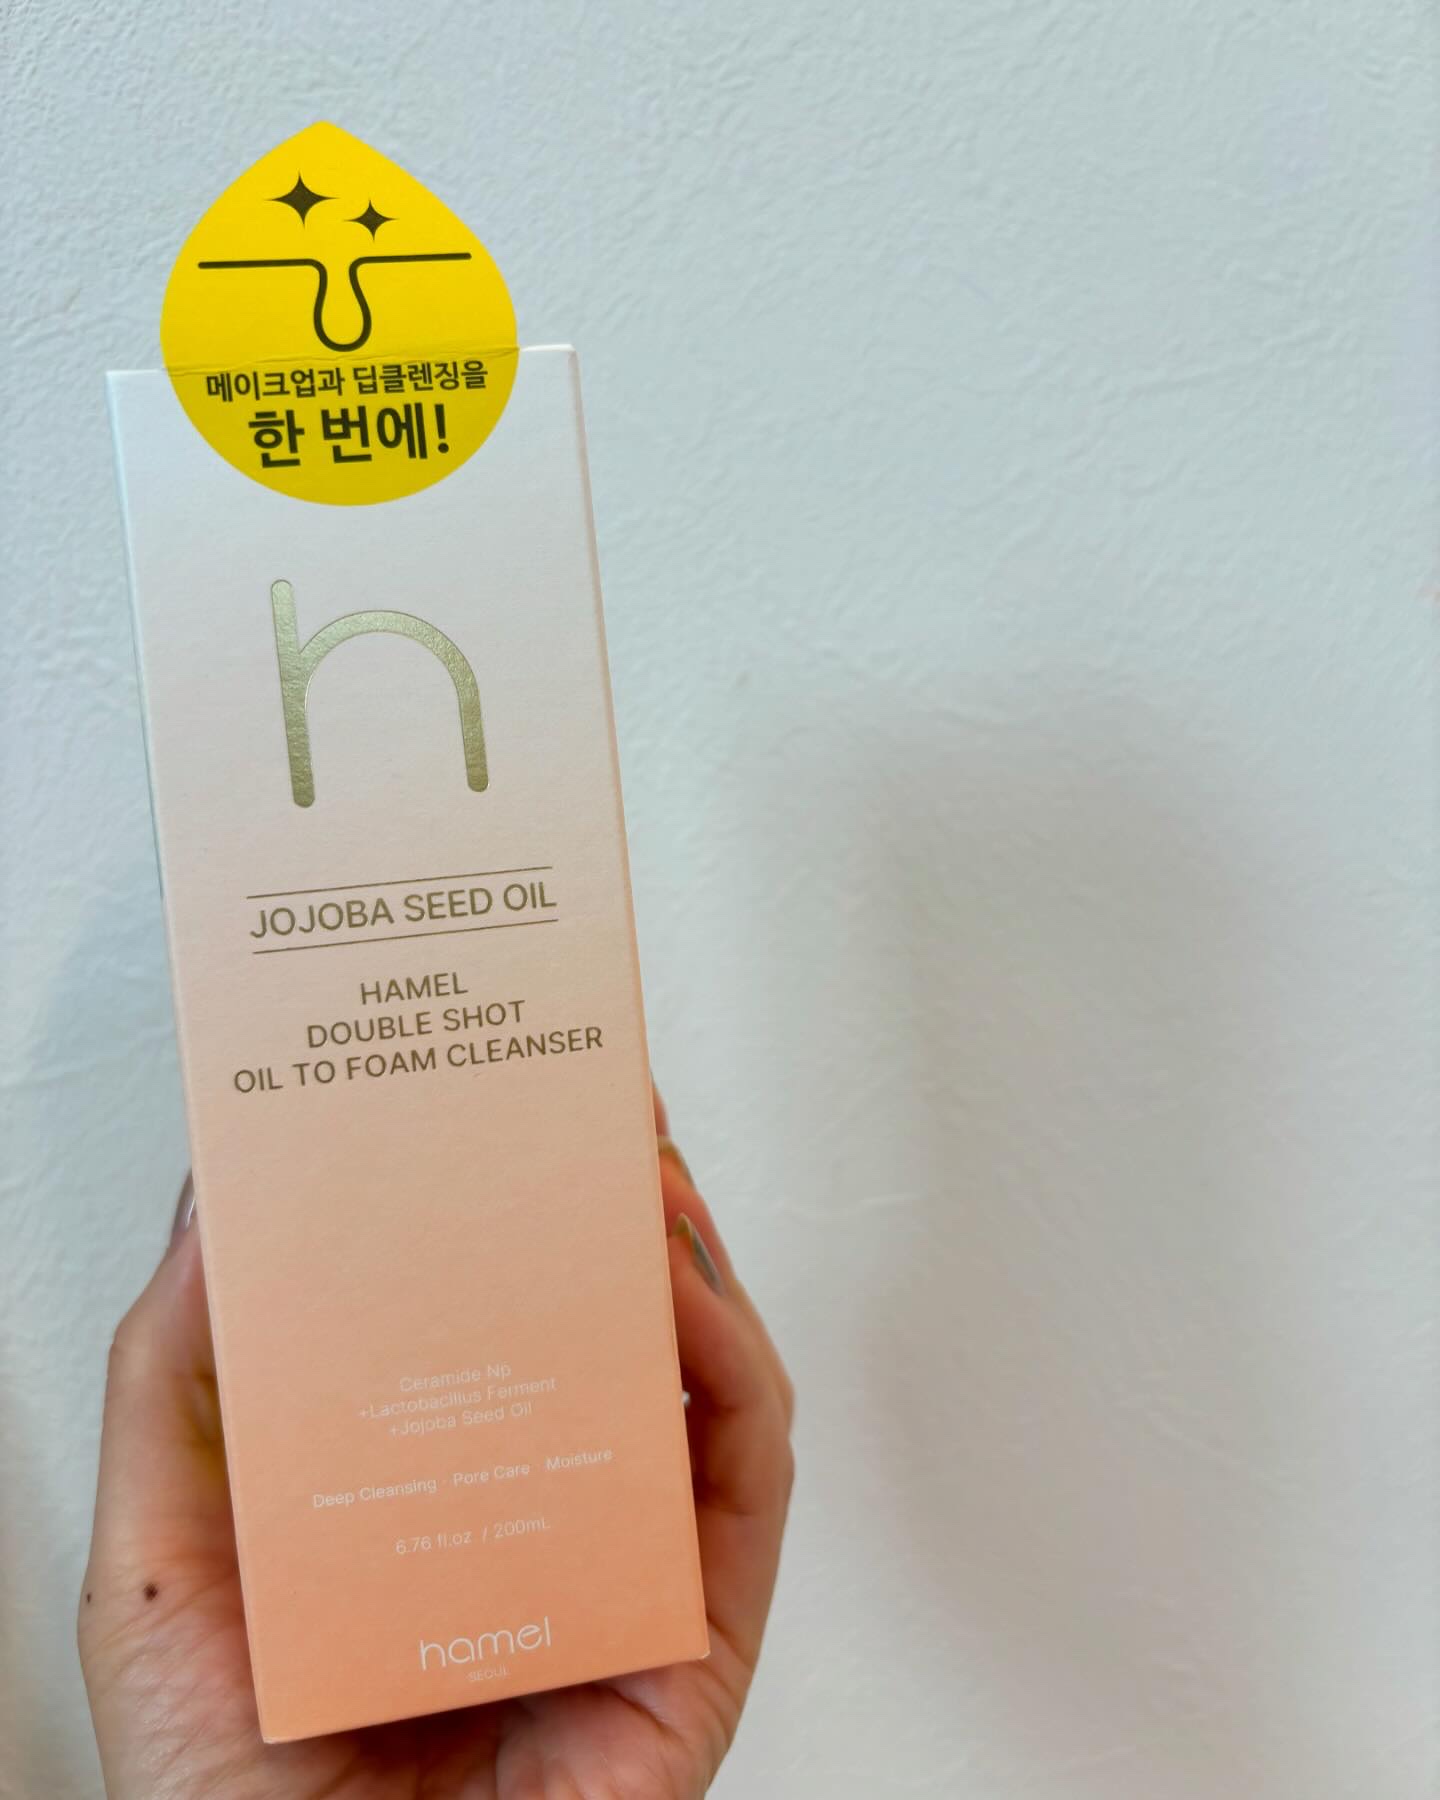 메이크업과 딥클렌징을
한 번에!
h
JOJOBA SEED OIL
HAMEL
DOUBLE SHOT
OIL TO FOAM CLEANSER
Ceramide Np
+Lactobacillus Ferment
+Jojoba Seed Oil
Deep Cleansing · Pore Care · Moisture
6.76 fl.oz / 200mL
hamel
SEOUL